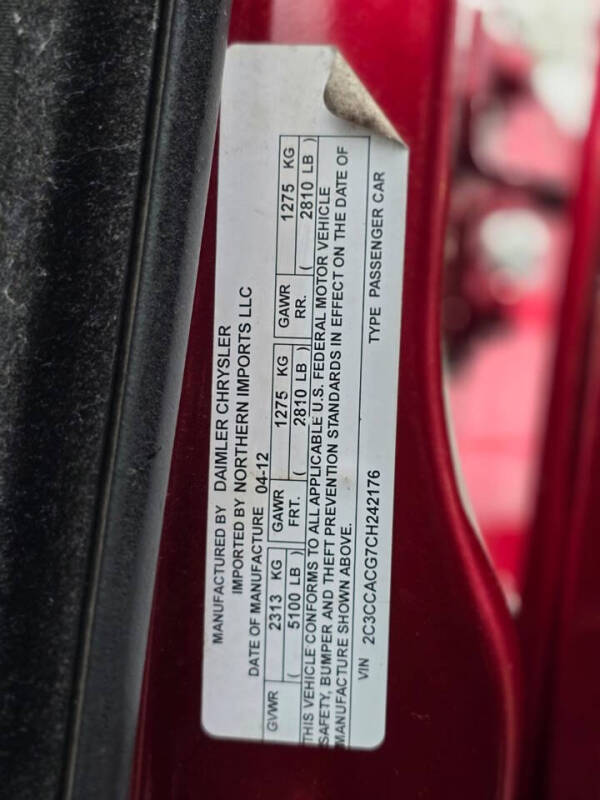 MANUFACTURED BY DAIMLER CHRYSLER
IMPORTED BY NORTHERN IMPORTS LLC
DATE OF MANUFACTURE 04-12
GVWR 2313 KG GAWR 1275 KG GAWR 1275 KG
( 5100 LB ) FRT. ( 2810 LB ) RR. ( 2810 LB )
THIS VEHICLE CONFORMS TO ALL APPLICABLE U.S. FEDERAL MOTOR VEHICLE
SAFETY, BUMPER AND THEFT PREVENTION STANDARDS IN EFFECT ON THE DATE OF
MANUFACTURE SHOWN ABOVE.
VIN 2C3CCACG7CH242176 TYPE PASSENGER CAR